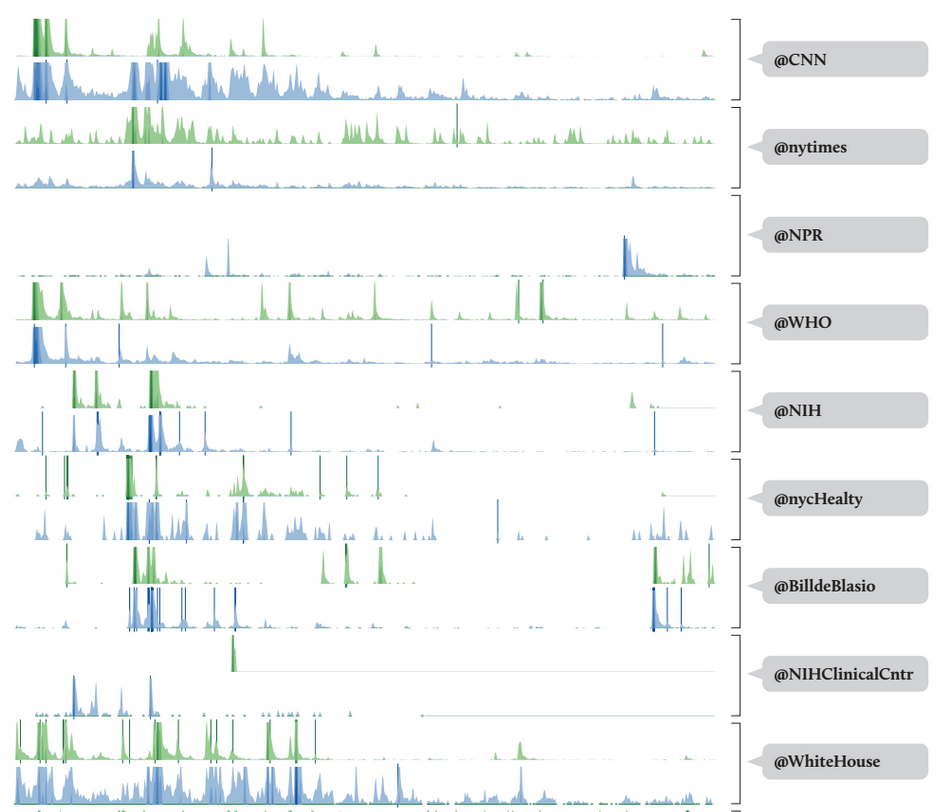 @CNN
@nytimes
@NPR
@WHO
@NIH
@nycHealty
@BilldeBlasio
@NIHClinicalCntr
@WhiteHouse